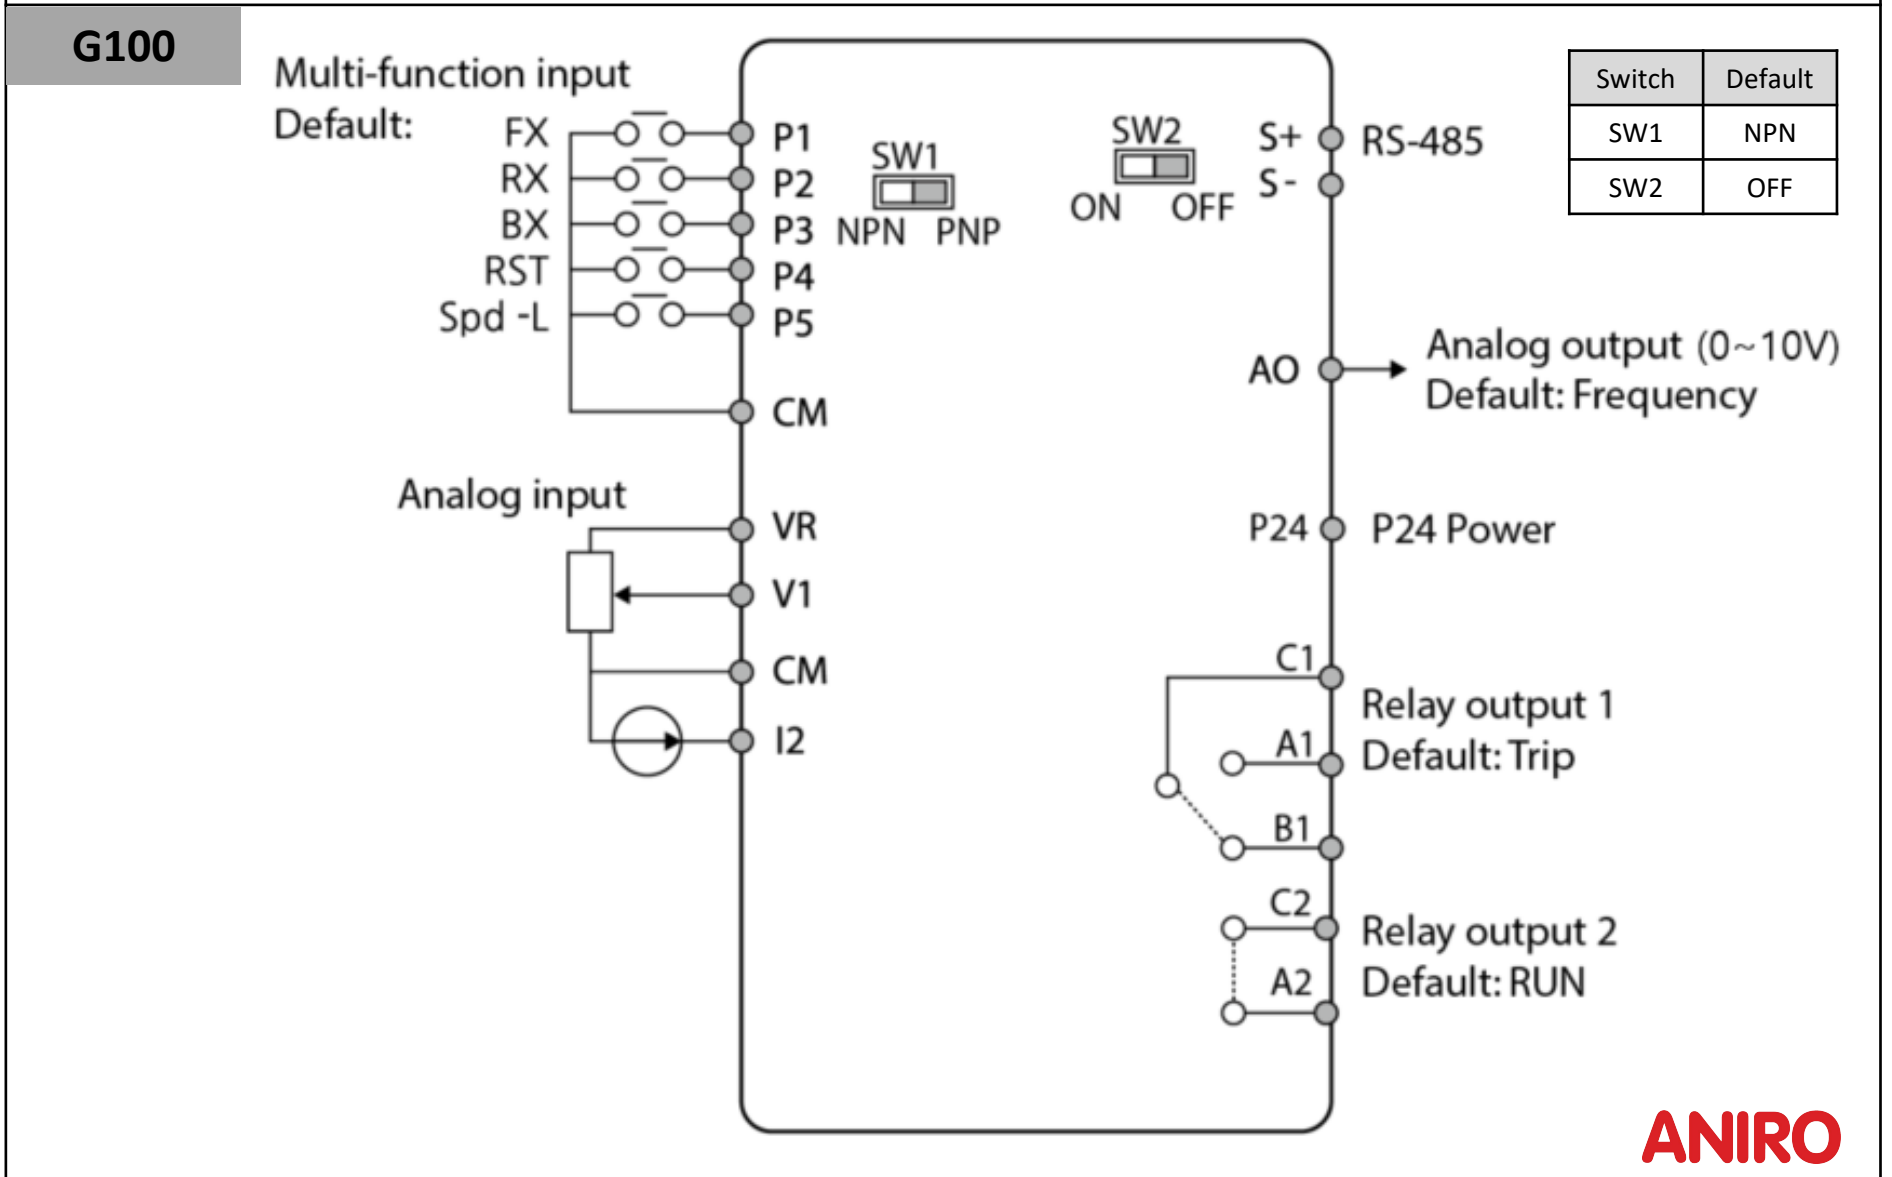 G100
Multi-function input
Default:
FX
RX
BX
RST
Spd -L
P1
P2
P3
P4
P5
CM
SW1
NPN PNP
SW2
ON OFF
S+
S-
RS-485
Switch Default
SW1 NPN
SW2 OFF
AO
Analog output (0~10V)
Default: Frequency
Analog input
VR
V1
CM
I2
P24
P24 Power
C1
A1
B1
Relay output 1
Default: Trip
C2
A2
Relay output 2
Default: RUN
ANIRO